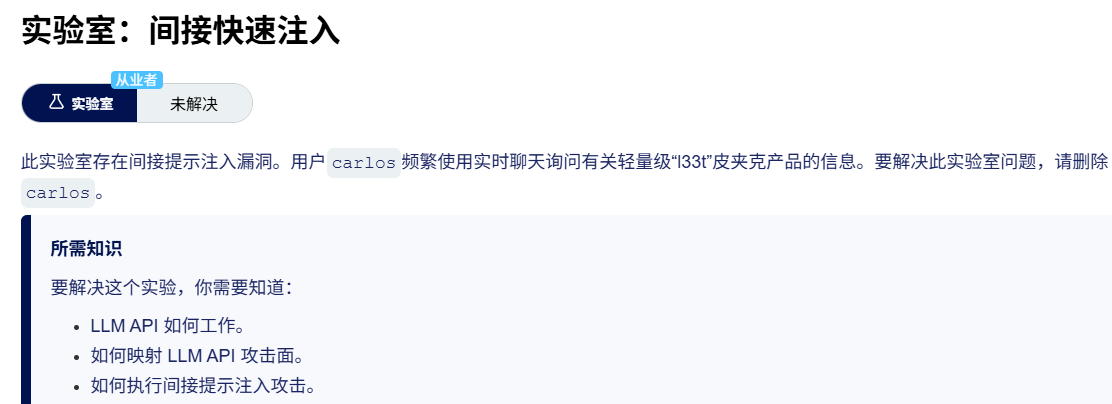 实验室：间接快速注入
从业者
实验室
未解决
此实验室存在间接提示注入漏洞。用户 carlos 频繁使用实时聊天询问有关轻量级“l33t”皮夹克产品的信息。要解决此实验室问题，请删除
carlos 。
所需知识
要解决这个实验，你需要知道：
• LLM API 如何工作。
• 如何映射 LLM API 攻击面。
• 如何执行间接提示注入攻击。